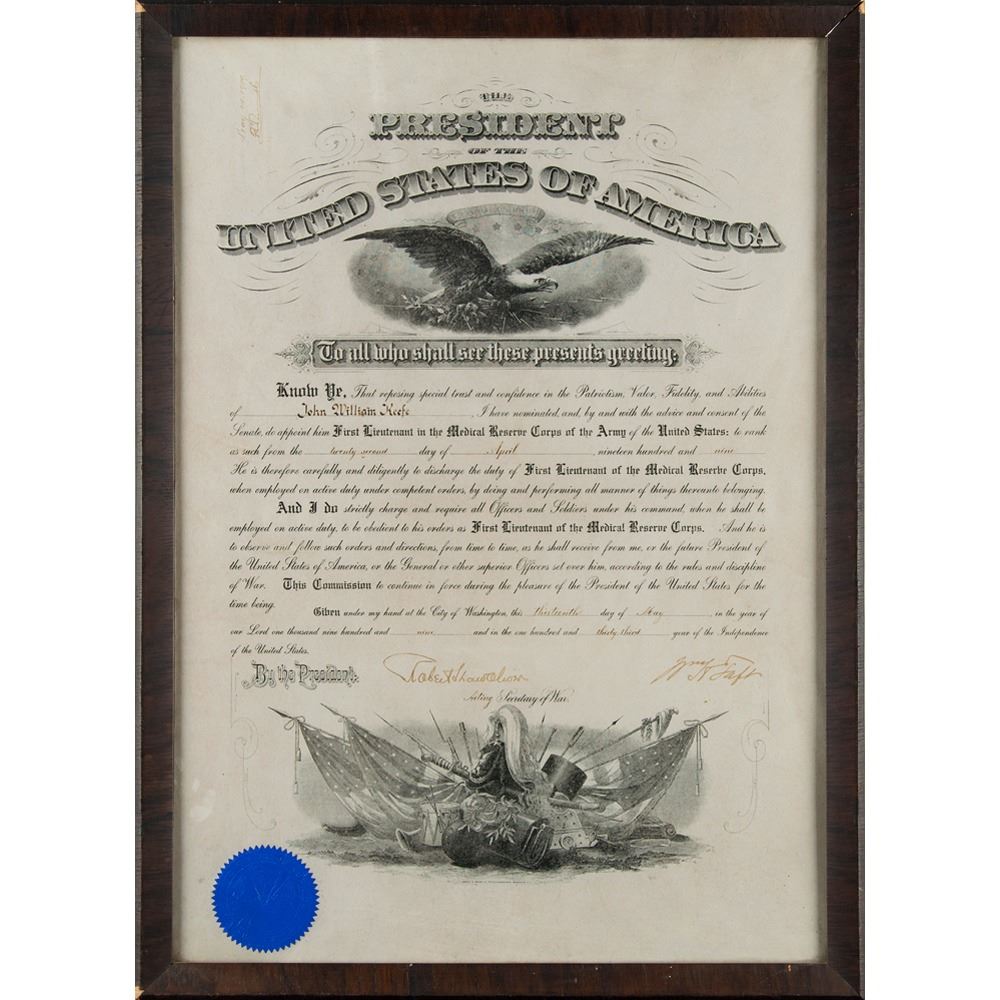 THE
PRESIDENT
OF THE
UNITED STATES OF AMERICA
To all who shall see these presents greeting:
Know Ye, That reposing special trust and confidence in the Patriotism, Valor, Fidelity, and Abilities
of John William Keefe, I have nominated, and, by and with the advice and consent of the
Senate, do appoint him First Lieutenant in the Medical Reserve Corps of the Army of the United States: to rank
as such from the twenty second day of April nineteen hundred and nine
He is therefore carefully and diligently to discharge the duty of First Lieutenant of the Medical Reserve Corps,
when employed on active duty under competent orders, by doing and performing all manner of things thereunto belonging.
And I do strictly charge and require all Officers and Soldiers under his command, when he shall be
employed on active duty, to be obedient to his orders as First Lieutenant of the Medical Reserve Corps. And he is
to observe and follow such orders and directions, from time to time, as he shall receive from me, or the future President of
the United States of America, or the General or other superior Officers set over him, according to the rules and discipline
of War. This Commission to continue in force during the pleasure of the President of the United States for the
time being.
Given under my hand at the City of Washington, this thirteenth day of May, in the year of
our Lord one thousand nine hundred and nine and in the one hundred and thirty third year of the Independence
of the United States.
By the President: Robert Shaw Oliver Wm H Taft
Acting Secretary of War.